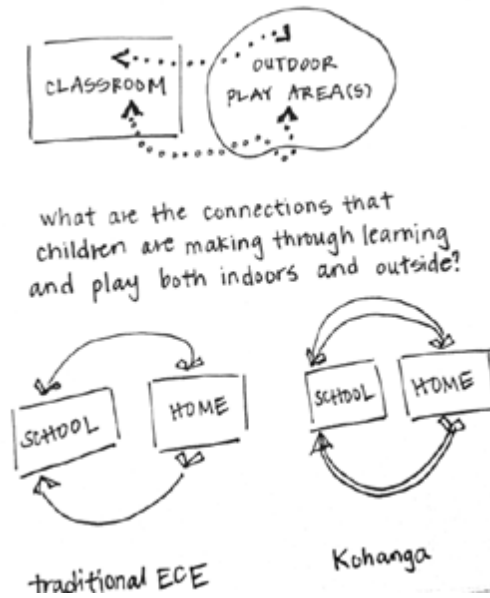 CLASSROOM
OUTDOOR
PLAY AREA(S)
what are the connections that
children are making through learning
and play both indoors and outside?
SCHOOL
HOME
SCHOOL
HOME
traditional ECE
Kohanga